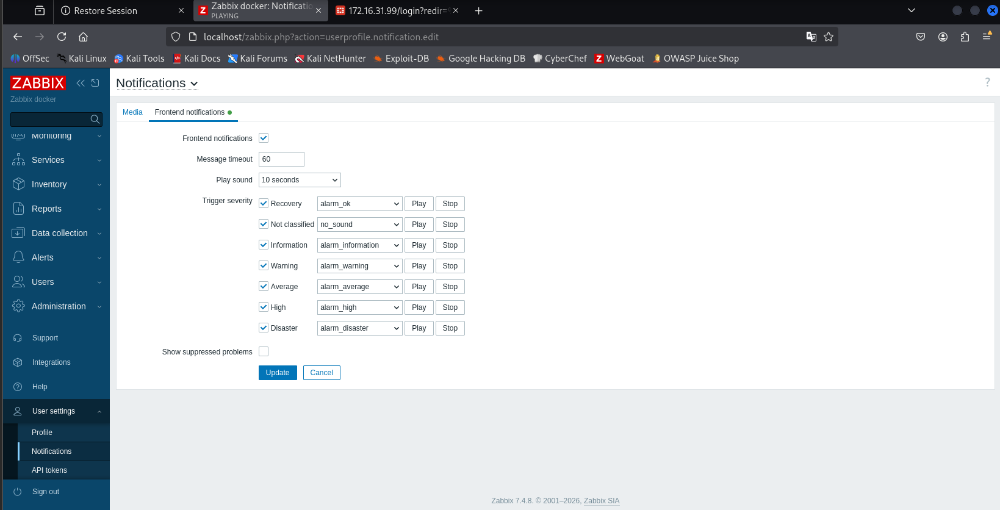 Restore Session
Zabbix docker: Notificatio
PLAYING
172.16.31.99/login?redir=
localhost/zabbix.php?action=userprofile.notification.edit
OffSec Kali Linux Kali Tools Kali Docs Kali Forums Kali NetHunter Exploit-DB Google Hacking DB CyberChef Z WebGoat OWASP Juice Shop
ZABBIX
Zabbix docker
Monitoring
Services
Inventory
Reports
Data collection
Alerts
Users
Administration
Support
Integrations
Help
User settings
Profile
Notifications
API tokens
Sign out
Notifications
?
Media Frontend notifications
Frontend notifications
Message timeout 60
Play sound 10 seconds
Trigger severity Recovery alarm_ok Play Stop
Not classified no_sound Play Stop
Information alarm_information Play Stop
Warning alarm_warning Play Stop
Average alarm_average Play Stop
High alarm_high Play Stop
Disaster alarm_disaster Play Stop
Show suppressed problems
Update Cancel
Zabbix 7.4.8. © 2001–2026, Zabbix SIA